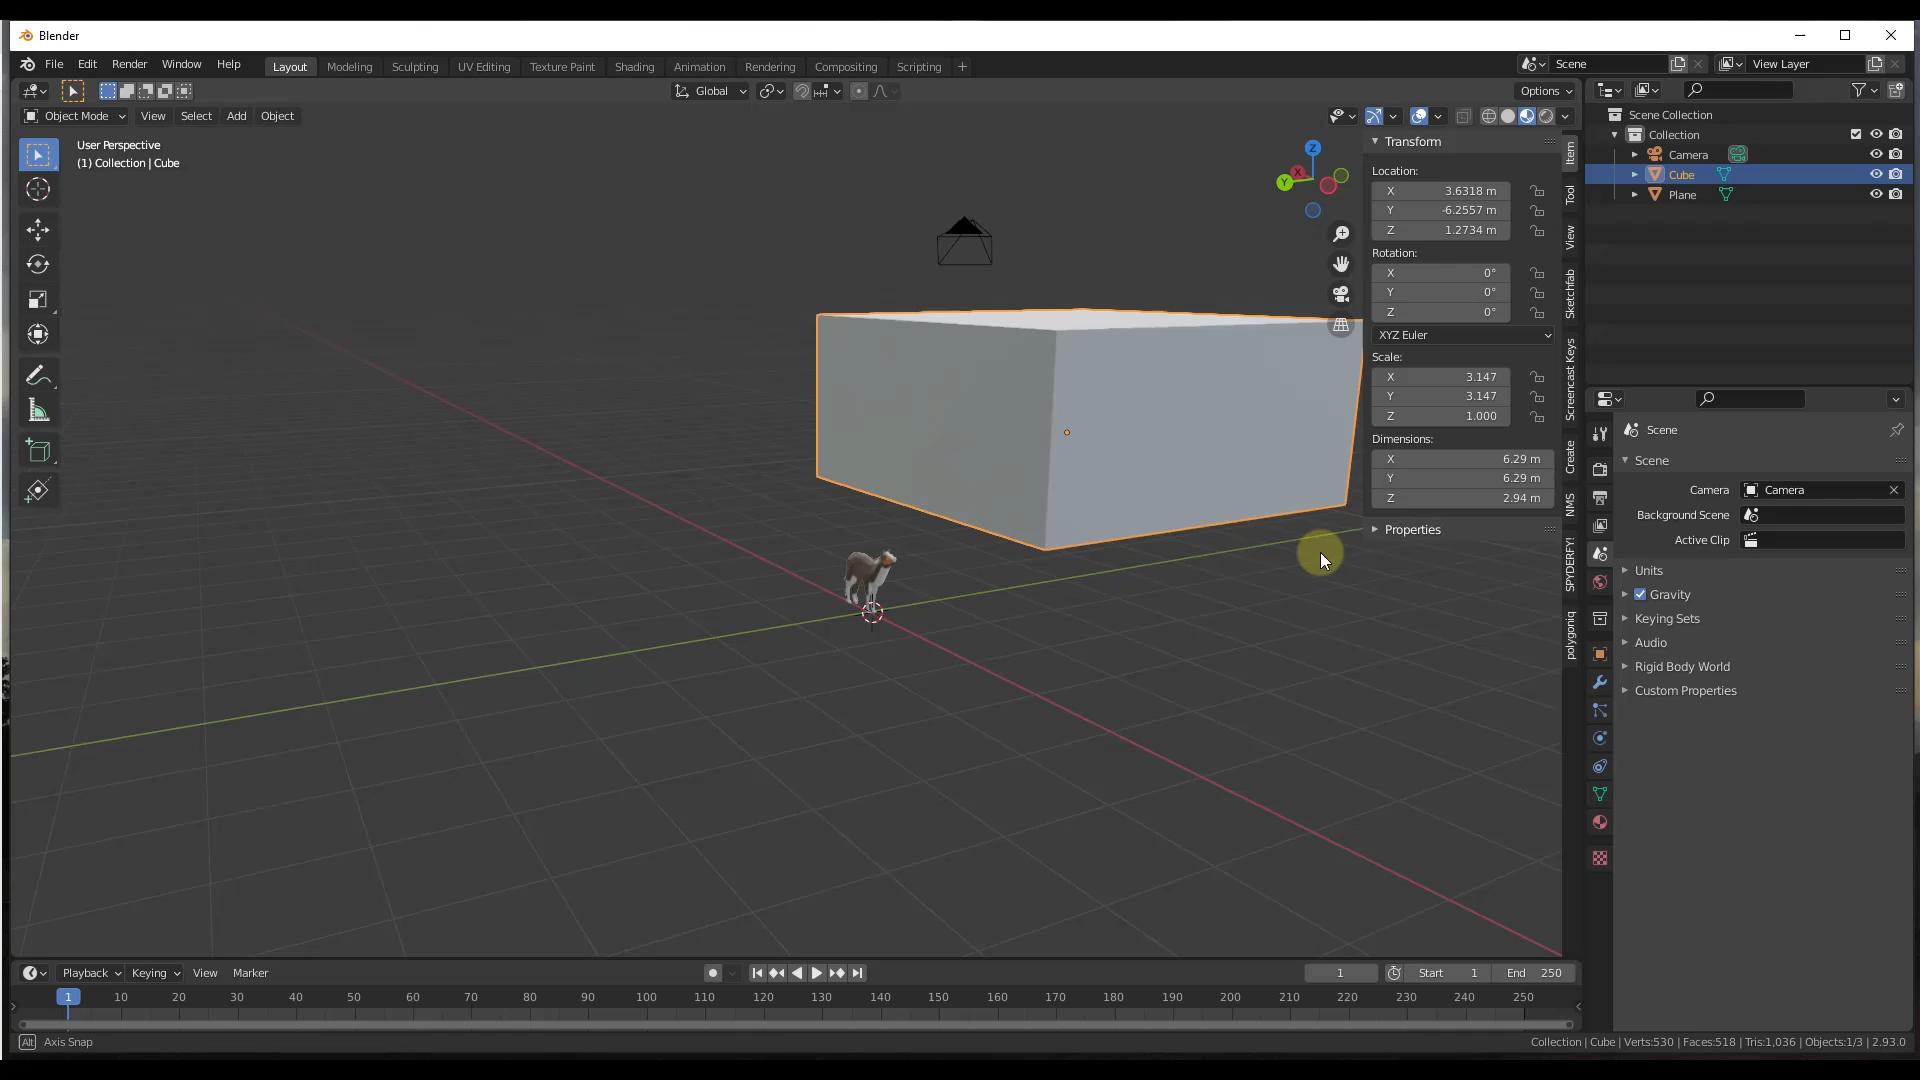 Blender
File Edit Render Window Help Layout Modeling Sculpting UV Editing Texture Paint Shading Animation Rendering Compositing Scripting + Scene View Layer
Global Options
Object Mode View Select Add Object
User Perspective
(1) Collection | Cube
Z
X
Y
Transform
Location:
X 3.6318 m
Y -6.2557 m
Z 1.2734 m
Rotation:
X 0°
Y 0°
Z 0°
XYZ Euler
Scale:
X 3.147
Y 3.147
Z 1.000
Dimensions:
X 6.29 m
Y 6.29 m
Z 2.94 m
Properties
Item
Tool
View
Sketchfab
Screencast Keys
Create
NMS
SPYDERFY!
polygoniq
Scene Collection
Collection
Camera
Cube
Plane
Scene
Scene
Camera Camera
Background Scene
Active Clip
Units
Gravity
Keying Sets
Audio
Rigid Body World
Custom Properties
Playback Keying View Marker 1 Start 1 End 250
1 10 20 30 40 50 60 70 80 90 100 110 120 130 140 150 160 170 180 190 200 210 220 230 240 250
Alt Axis Snap Collection | Cube | Verts:530 | Faces:518 | Tris:1,036 | Objects:1/3 | 2.93.0